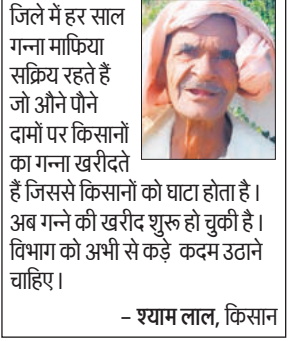 जिले में हर साल
गन्ना माफिया
सक्रिय रहते हैं
जो औने पौने
दामों पर किसानों
का गन्ना खरीदते
हैं जिससे किसानों को घाटा होता है।
अब गन्ने की खरीद शुरू हो चुकी है।
विभाग को अभी से कड़े कदम उठाने
चाहिए।
– श्याम लाल, किसान